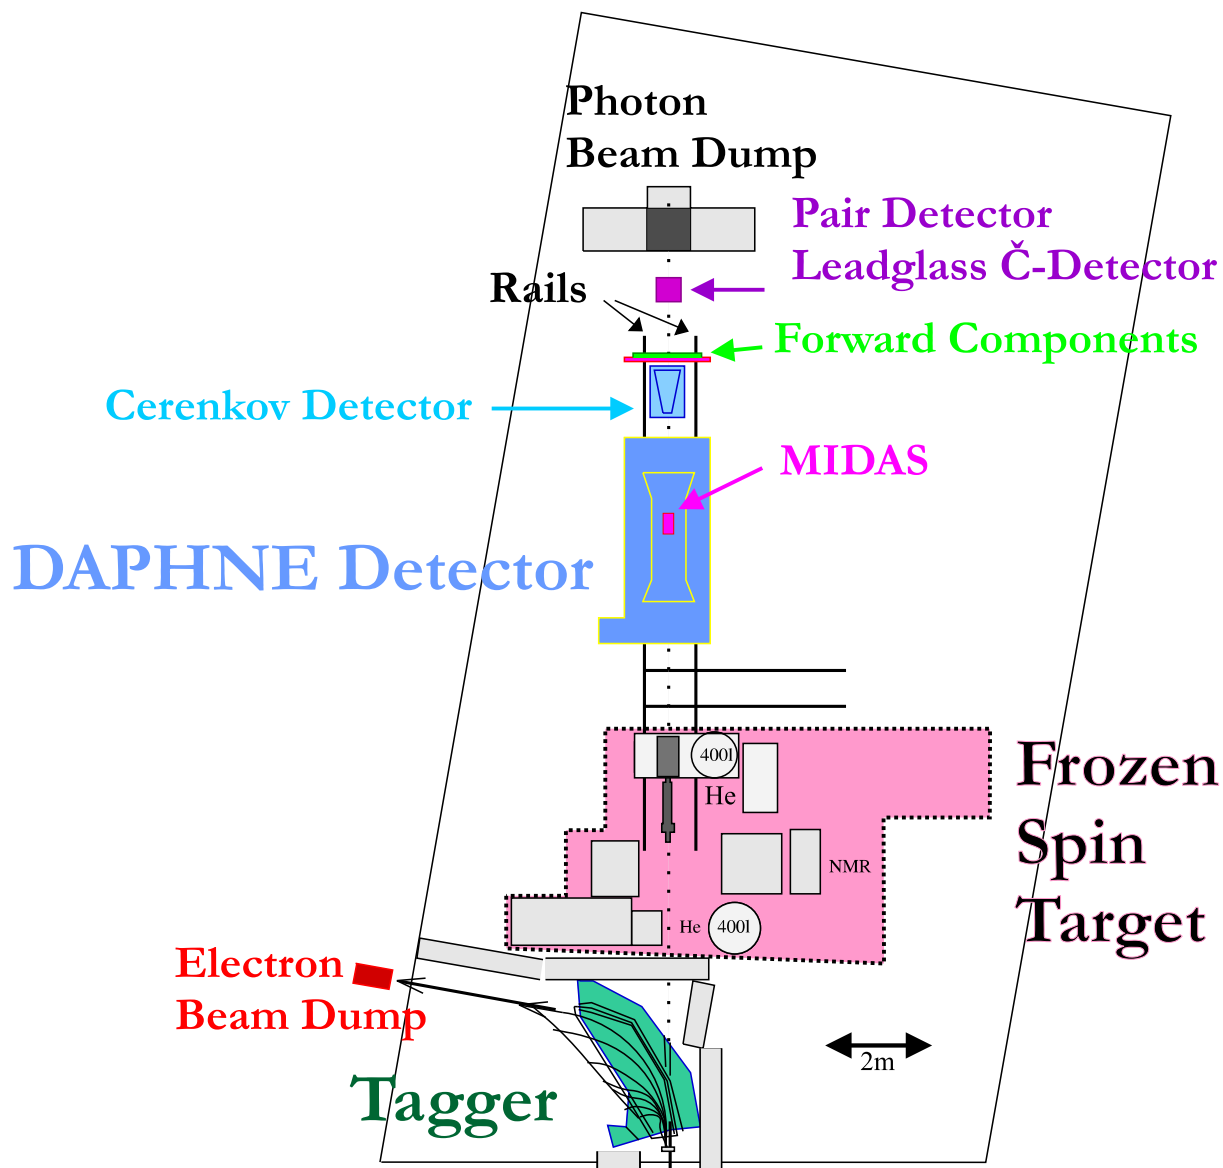 Photon
Beam Dump
Pair Detector
Leadglass Č-Detector
Rails
Forward Components
Cerenkov Detector
MIDAS
DAPHNE Detector
400l
He
Frozen
Spin
Target
NMR
He
400l
Electron
Beam Dump
2m
Tagger